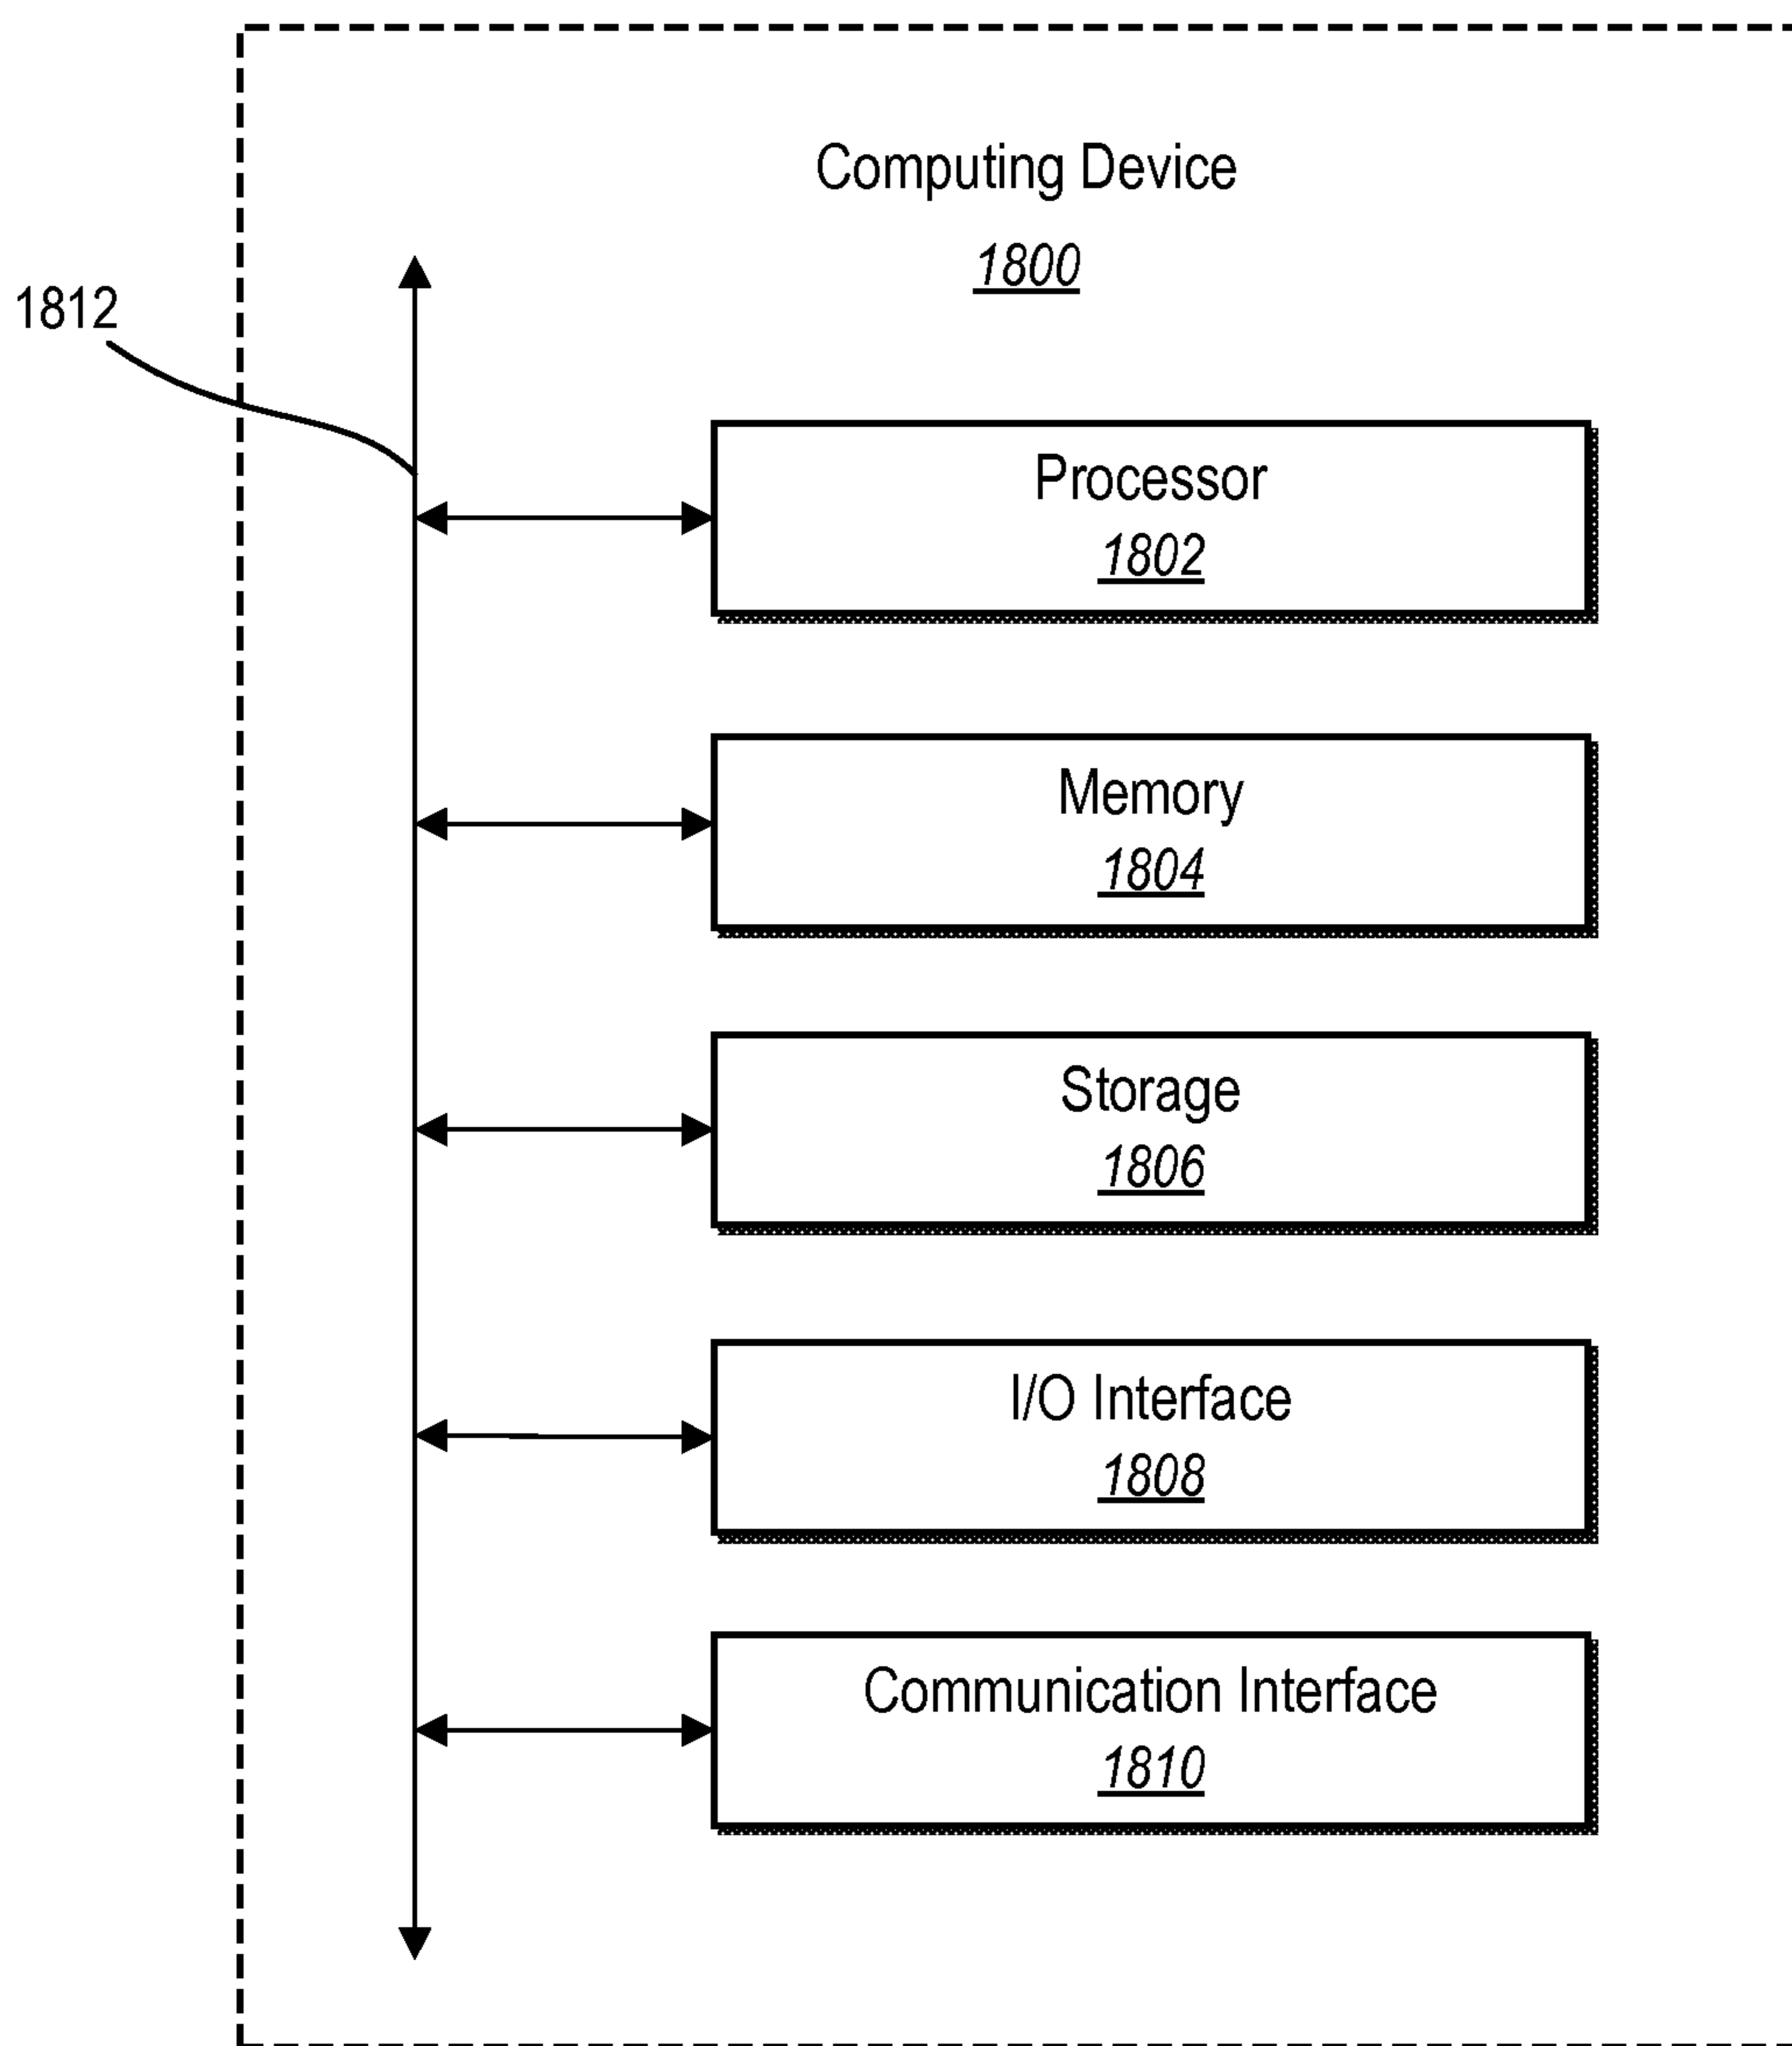 Computing Device
1800
1812
Processor
1802
Memory
1804
Storage
1806
I/O Interface
1808
Communication Interface
1810